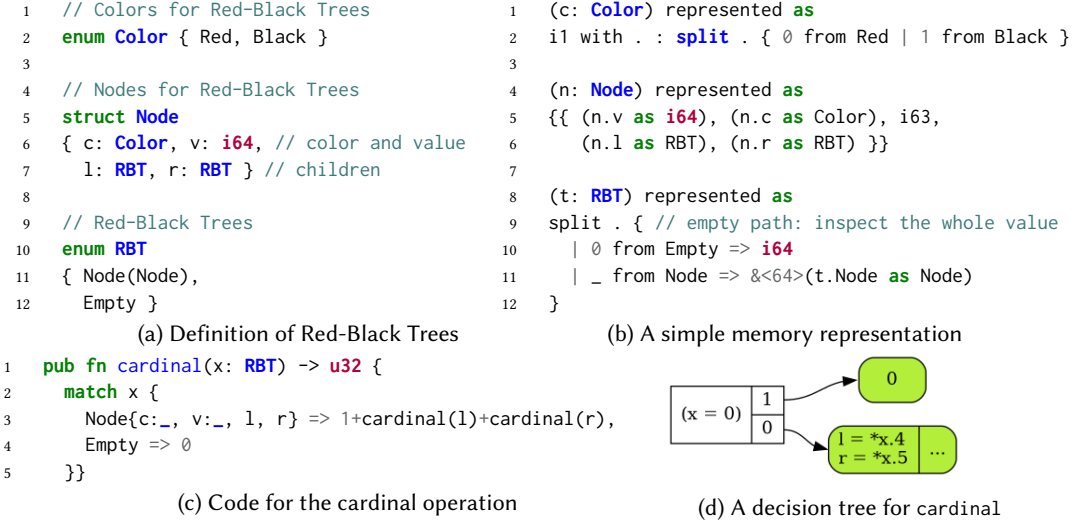 1 // Colors for Red-Black Trees
2 enum Color { Red, Black }
3
4 // Nodes for Red-Black Trees
5 struct Node
6 { c: Color, v: i64, // color and value
7 l: RBT, r: RBT } // children
8
9 // Red-Black Trees
10 enum RBT
11 { Node(Node),
12 Empty }
(a) Definition of Red-Black Trees
1 (c: Color) represented as
2 i1 with . : split . { 0 from Red | 1 from Black }
3
4 (n: Node) represented as
5 {{ (n.v as i64), (n.c as Color), i63,
6 (n.l as RBT), (n.r as RBT) }}
7
8 (t: RBT) represented as
9 split . { // empty path: inspect the whole value
10 | 0 from Empty => i64
11 | _ from Node => &<64>(t.Node as Node)
12 }
(b) A simple memory representation
1 pub fn cardinal(x: RBT) -> u32 {
2 match x {
3 Node{c:_, v:_, l, r} => 1+cardinal(l)+cardinal(r),
4 Empty => 0
5 }}
(c) Code for the cardinal operation
(x = 0)
1
0
0
l = *x.4
r = *x.5
...
(d) A decision tree for cardinal